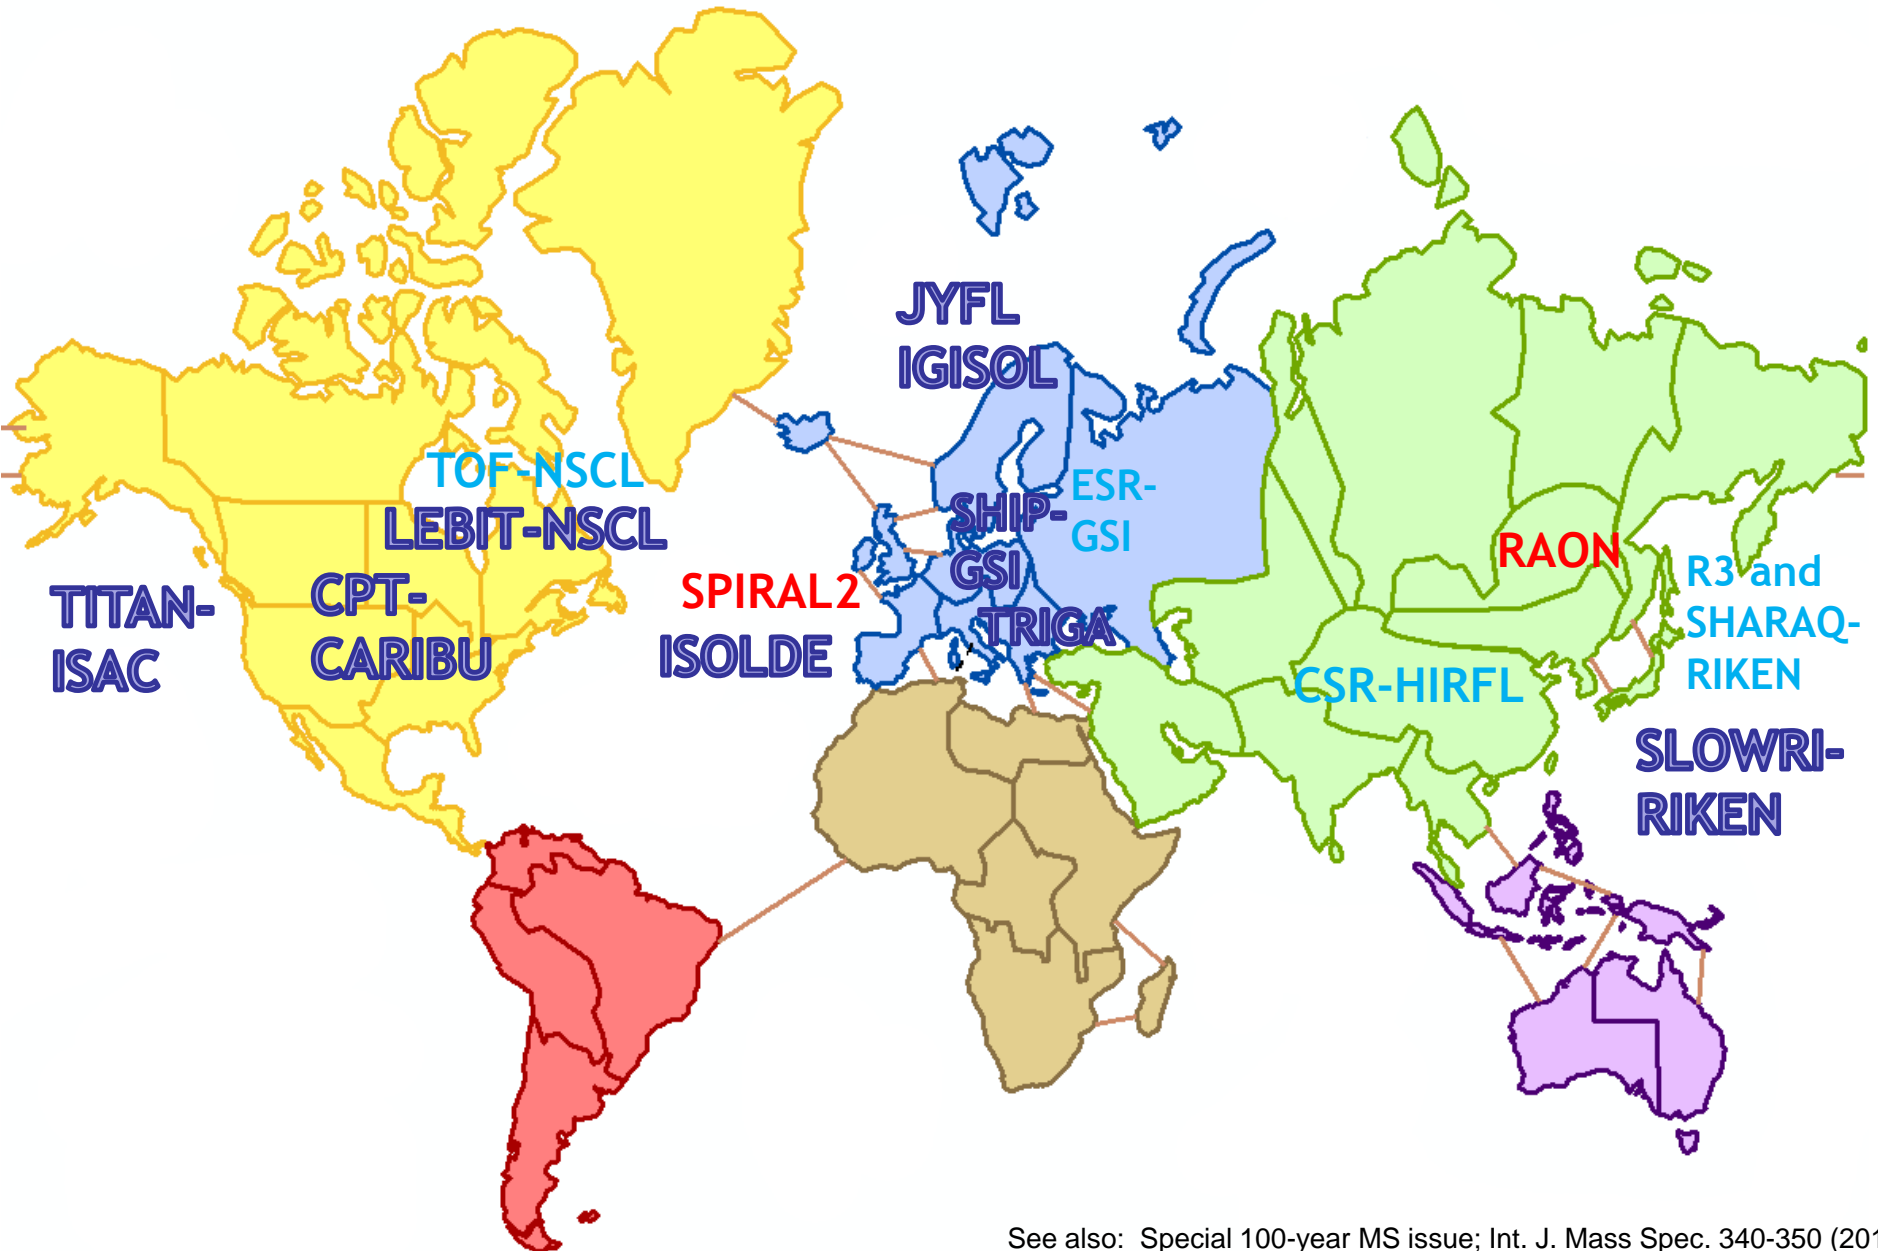 JYFL
IGISOL
TOF-NSCL
LEBIT-NSCL
TITAN-
ISAC
CPT-
CARIBU
SPIRAL2
ISOLDE
SHIP-
GSI
TRIGA
ESR-
GSI
RAON
CSR-HIRFL
R3 and
SHARAQ-
RIKEN
SLOWRI-
RIKEN
See also: Special 100-year MS issue; Int. J. Mass Spec. 340-350 (201